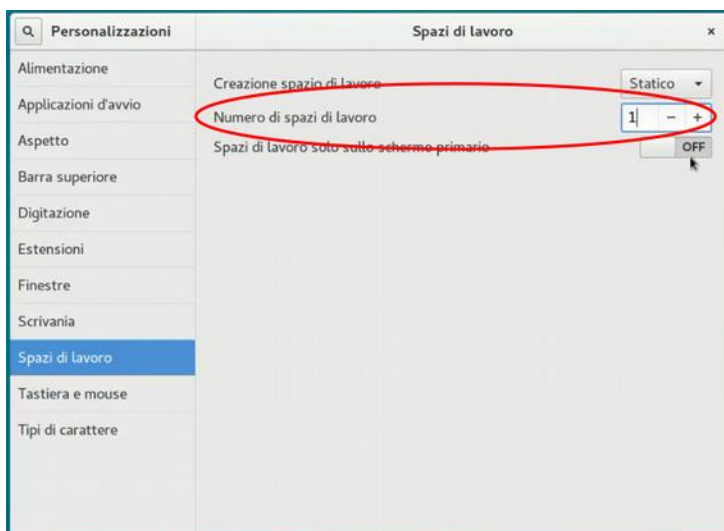 Personalizzazioni
Spazi di lavoro
×
Alimentazione
Applicazioni d'avvio
Aspetto
Barra superiore
Digitazione
Estensioni
Finestre
Scrivania
Spazi di lavoro
Tastiera e mouse
Tipi di carattere
Creazione spazio di lavoro
Statico
Numero di spazi di lavoro
1 − +
Spazi di lavoro solo sullo schermo primario
OFF